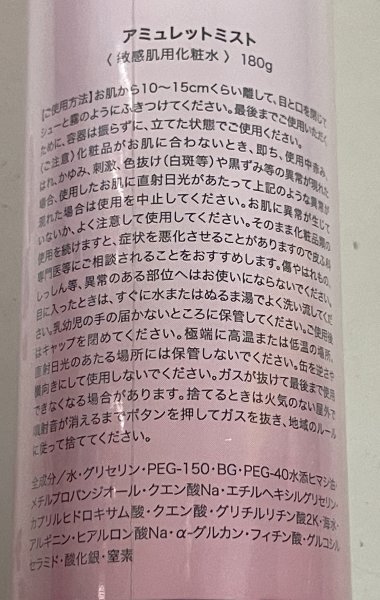 アミュレットミスト
〈 敏感肌用化粧水 〉 180g
【ご使用方法】お肌から10〜15cmくらい離して、目と口を閉じて
シューと霧のようにふきつけてください。最後までご使用いただく
ために、容器は振らずに、立てた状態でご使用ください。
〈ご注意〉化粧品がお肌に合わないとき、即ち、使用中赤み、
はれ、かゆみ、刺激、色抜け(白斑等)や黒ずみ等の異常が現れた
場合、使用したお肌に直射日光があたって上記のような異常が
現れた場合は使用を中止してください。お肌に異常が生じて
いないか、よく注意して使用してください。そのまま化粧品類の
使用を続けますと、症状を悪化させることがありますので皮ふ科
専門医等にご相談されることをおすすめします。傷やはれもの、
しっしん等、異常のある部位へはお使いにならないでください。
目に入ったときは、すぐに水またはぬるま湯でよく洗い流してくだ
さい。乳幼児の手の届かないところに保管してください。ご使用後
はキャップを閉めてください。極端に高温または低温の場所、
直射日光のあたる場所には保管しないでください。缶を逆さや
横向きにして使用しないでください。ガスが抜けて最後まで使用
できなくなる場合があります。捨てるときは火気のない屋外で
噴射音が消えるまでボタンを押してガスを抜き、地域のルール
に従って捨ててください。
全成分/水・グリセリン・PEG-150・BG・PEG-40水添ヒマシ油・
メチルプロパンジオール・クエン酸Na・エチルヘキシルグリセリン・
カプリルヒドロキサム酸・クエン酸・グリチルリチン酸2K・海水・
アルギニン・ヒアルロン酸Na・α-グルカン・フィチン酸・グルコシル
セラミド・酸化銀・窒素